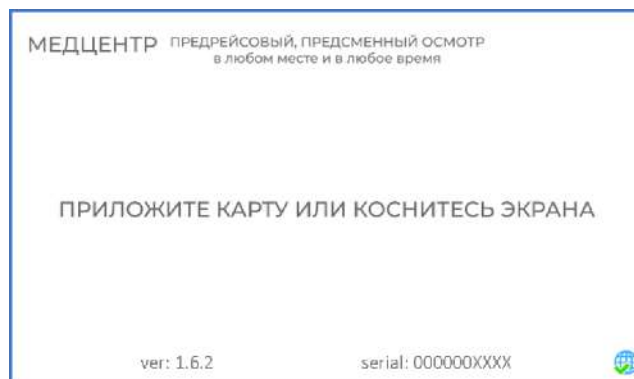 МЕДЦЕНТР ПРЕДРЕЙСОВЫЙ, ПРЕДСМЕННЫЙ ОСМОТР
в любом месте и в любое время
ПРИЛОЖИТЕ КАРТУ ИЛИ КОСНИТЕСЬ ЭКРАНА
ver: 1.6.2 serial: 000000XXXX